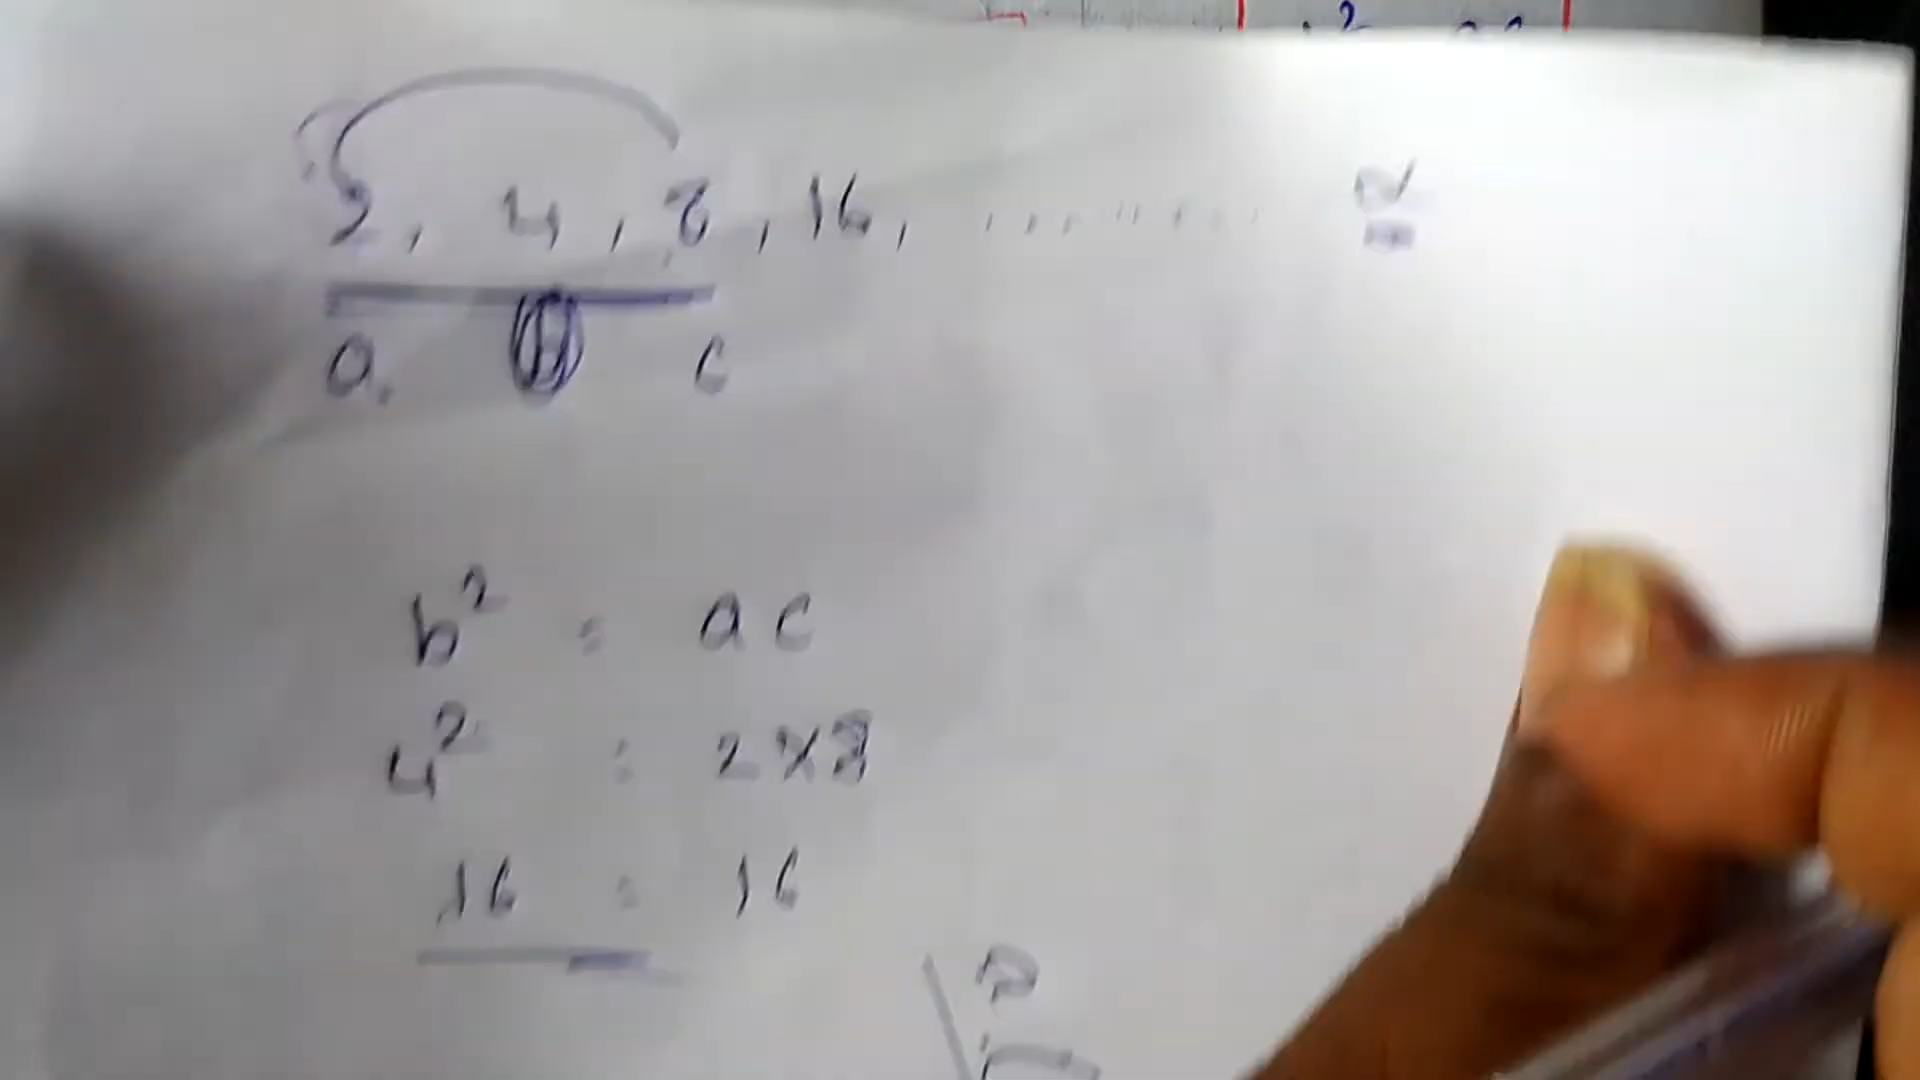 2, 4, 8, 16, ............
a, b c
b² = ac
4² = 2×8
16 = 16